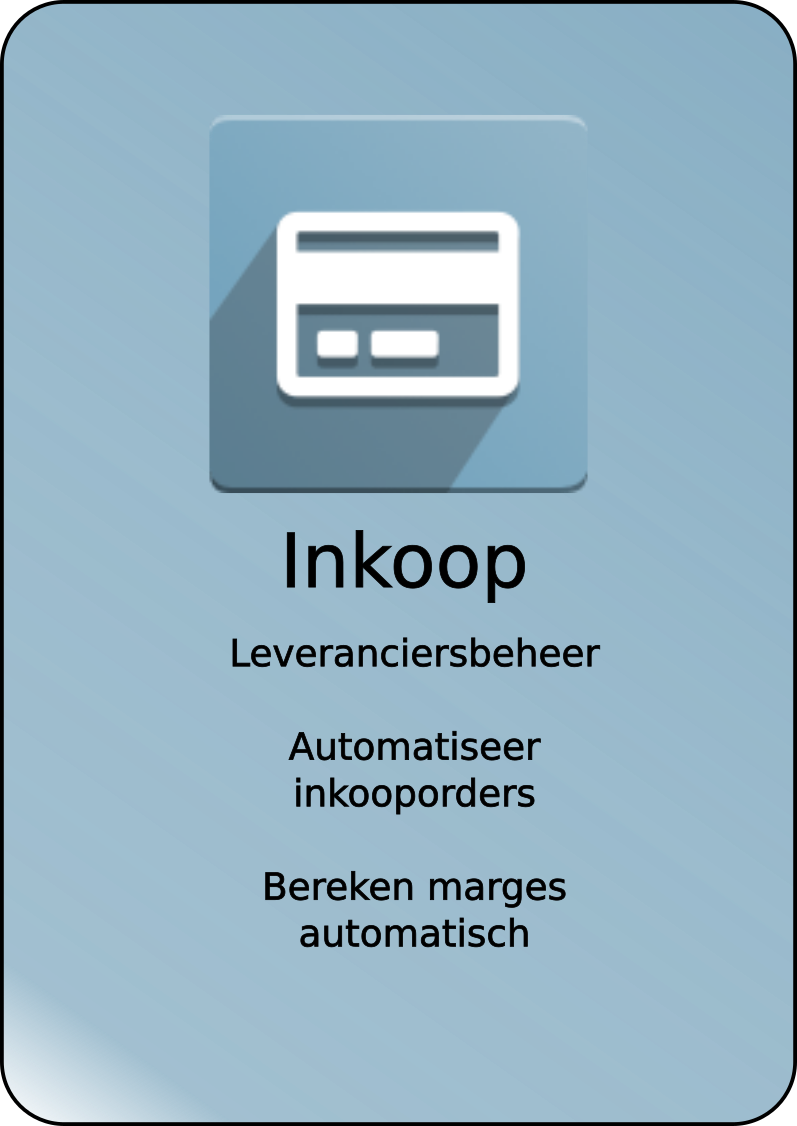 Inkoop
Leveranciersbeheer
Automatiseer
inkooporders
Bereken marges
automatisch